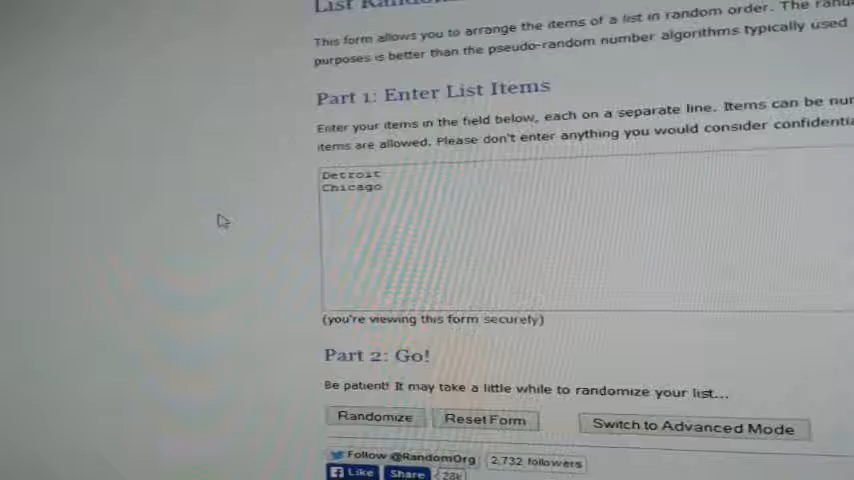 List
This form allows you to arrange the items of a list in random order. The
purposes is better than the pseudo-random number algorithms typically used
Part 1: Enter List Items
Enter your items in the field below, each on a separate line. Items can be
items are allowed. Please don't enter anything you would consider
Detroit
Chicago
(you're viewing this form securely)
Part 2: Go!
Be patient! It may take a little while to randomize your list...
Randomize Reset Form Switch to Advanced Mode
Follow @RandomOrg 2,732 followers
Like Share 28k